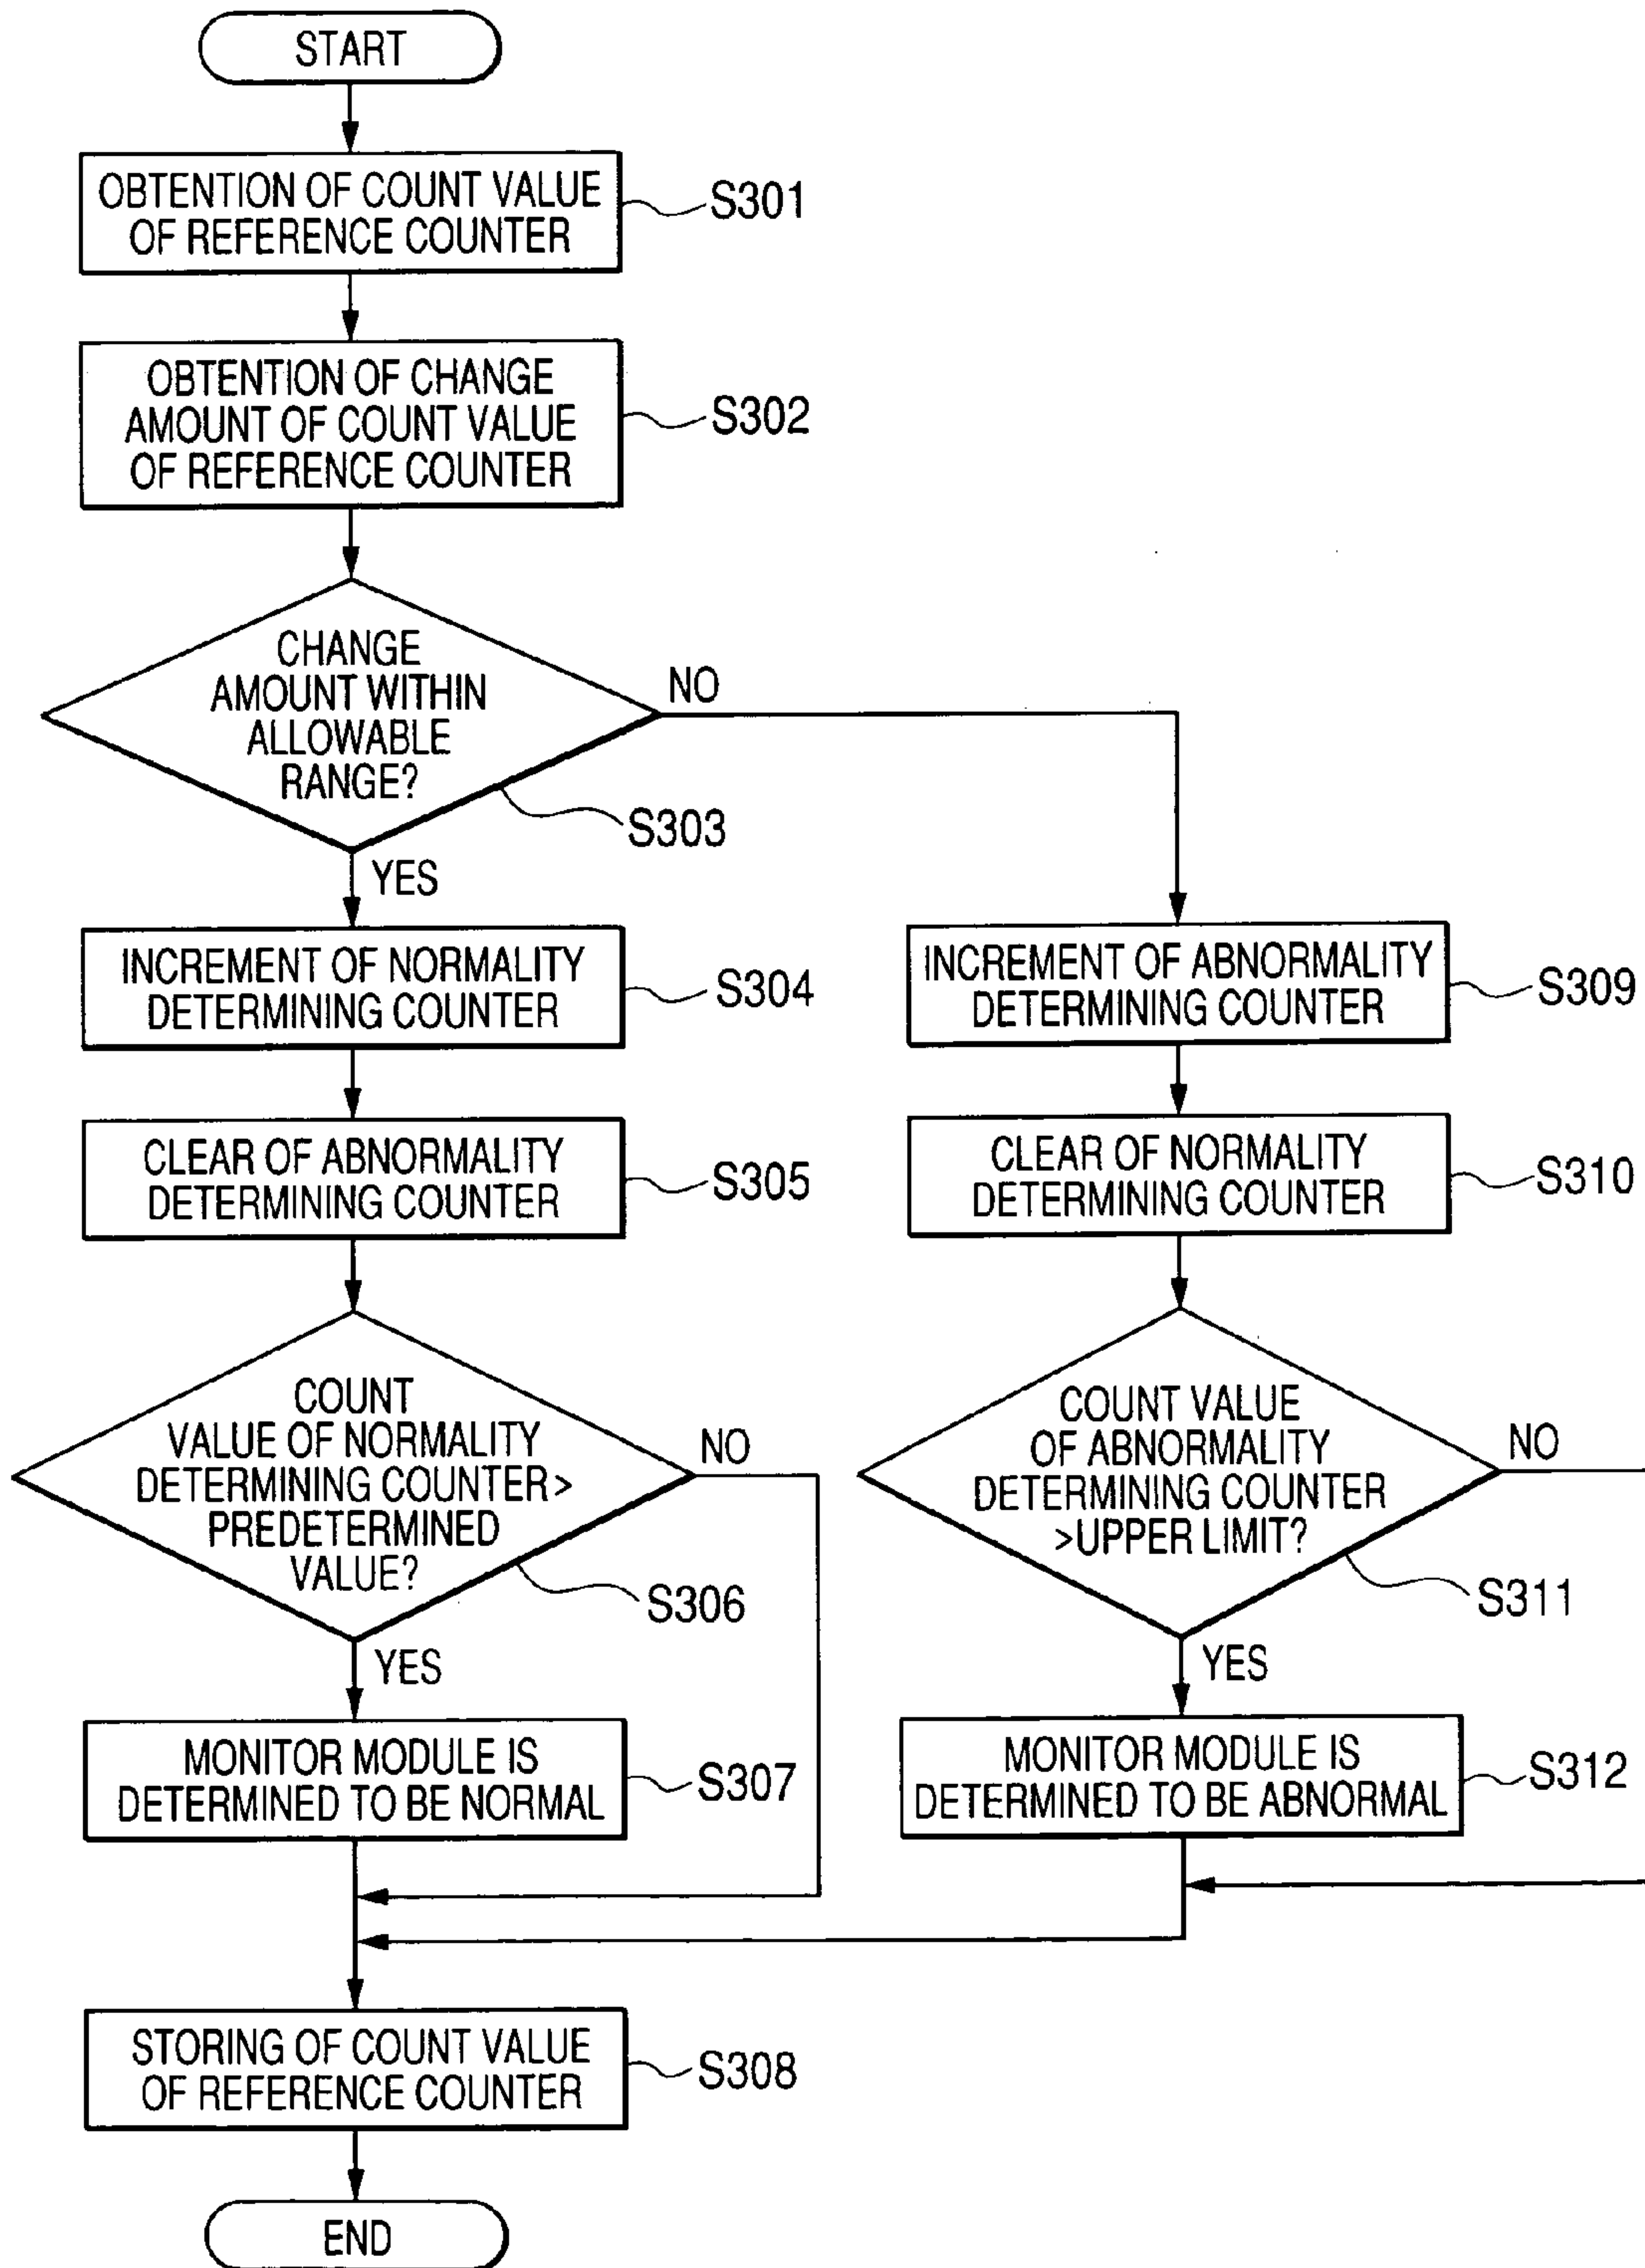 START
OBTENTION OF COUNT VALUE
OF REFERENCE COUNTER
S301
OBTENTION OF CHANGE
AMOUNT OF COUNT VALUE
OF REFERENCE COUNTER
S302
CHANGE
AMOUNT WITHIN
ALLOWABLE
RANGE?
NO
S303
YES
INCREMENT OF NORMALITY
DETERMINING COUNTER
S304
INCREMENT OF ABNORMALITY
DETERMINING COUNTER
S309
CLEAR OF ABNORMALITY
DETERMINING COUNTER
S305
CLEAR OF NORMALITY
DETERMINING COUNTER
S310
COUNT
VALUE OF NORMALITY
DETERMINING COUNTER>
PREDETERMINED
VALUE?
NO
S306
YES
COUNT VALUE
OF ABNORMALITY
DETERMINING COUNTER
>UPPER LIMIT?
NO
S311
YES
MONITOR MODULE IS
DETERMINED TO BE NORMAL
S307
MONITOR MODULE IS
DETERMINED TO BE ABNORMAL
S312
STORING OF COUNT VALUE
OF REFERENCE COUNTER
S308
END